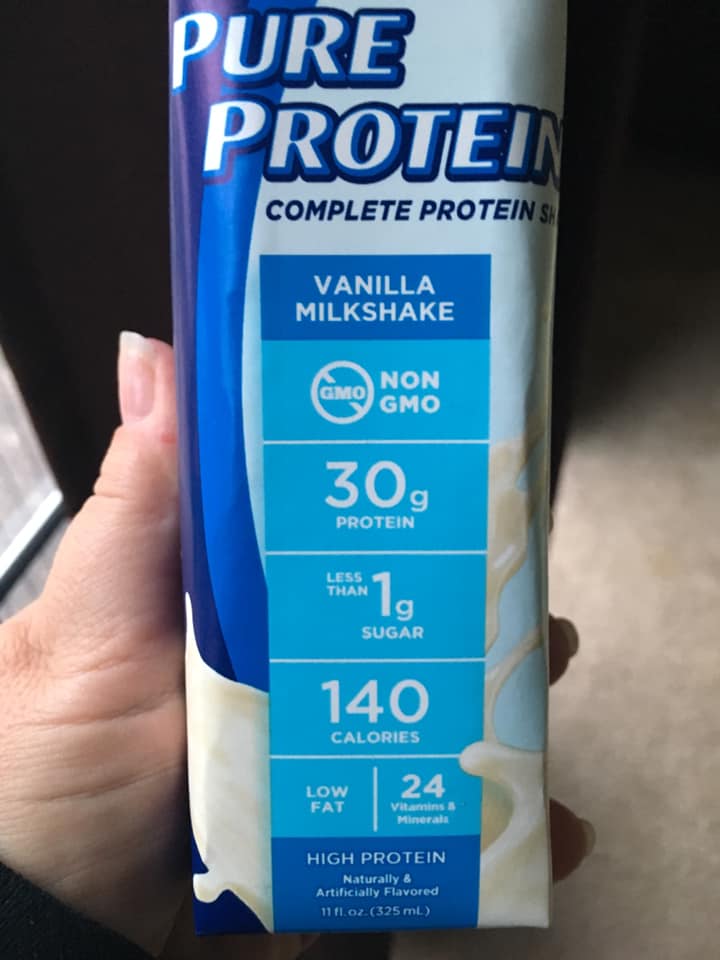 PURE
PROTEIN
COMPLETE PROTEIN
VANILLA
MILKSHAKE
GMO
NON
GMO
30g
PROTEIN
LESS
THAN
1g
SUGAR
140
CALORIES
LOW
FAT
24
Vitamins &
Minerals
HIGH PROTEIN
Naturally &
Artificially Flavored
11 fl. oz. (325 mL)